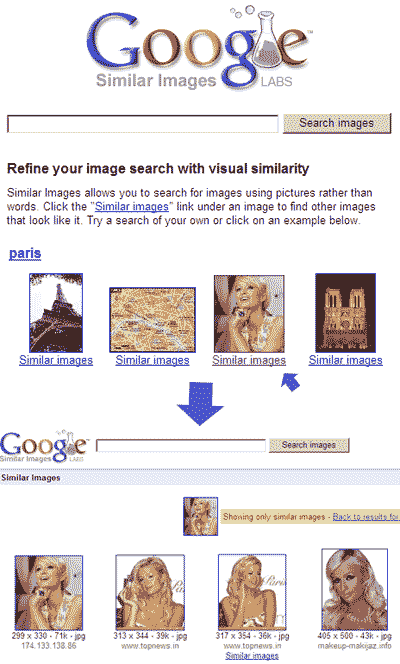 Google™
Similar Images LABS
Search images
Refine your image search with visual similarity
Similar Images allows you to search for images using pictures rather than
words. Click the "Similar images" link under an image to find other images
that look like it. Try a search of your own or click on an example below.
paris
Similar images Similar images Similar images Similar images
Google™
Similar Images LABS
Search images
Similar Images
Showing only similar images - Back to results for
Paris
299 x 330 - 71k - jpg 313 x 344 - 39k - jpg 317 x 354 - 36k - jpg 405 x 500 - 43k - jpg
174.133.138.86 www.topnews.in www.topnews.in makeup-makijaz.info
Similar images